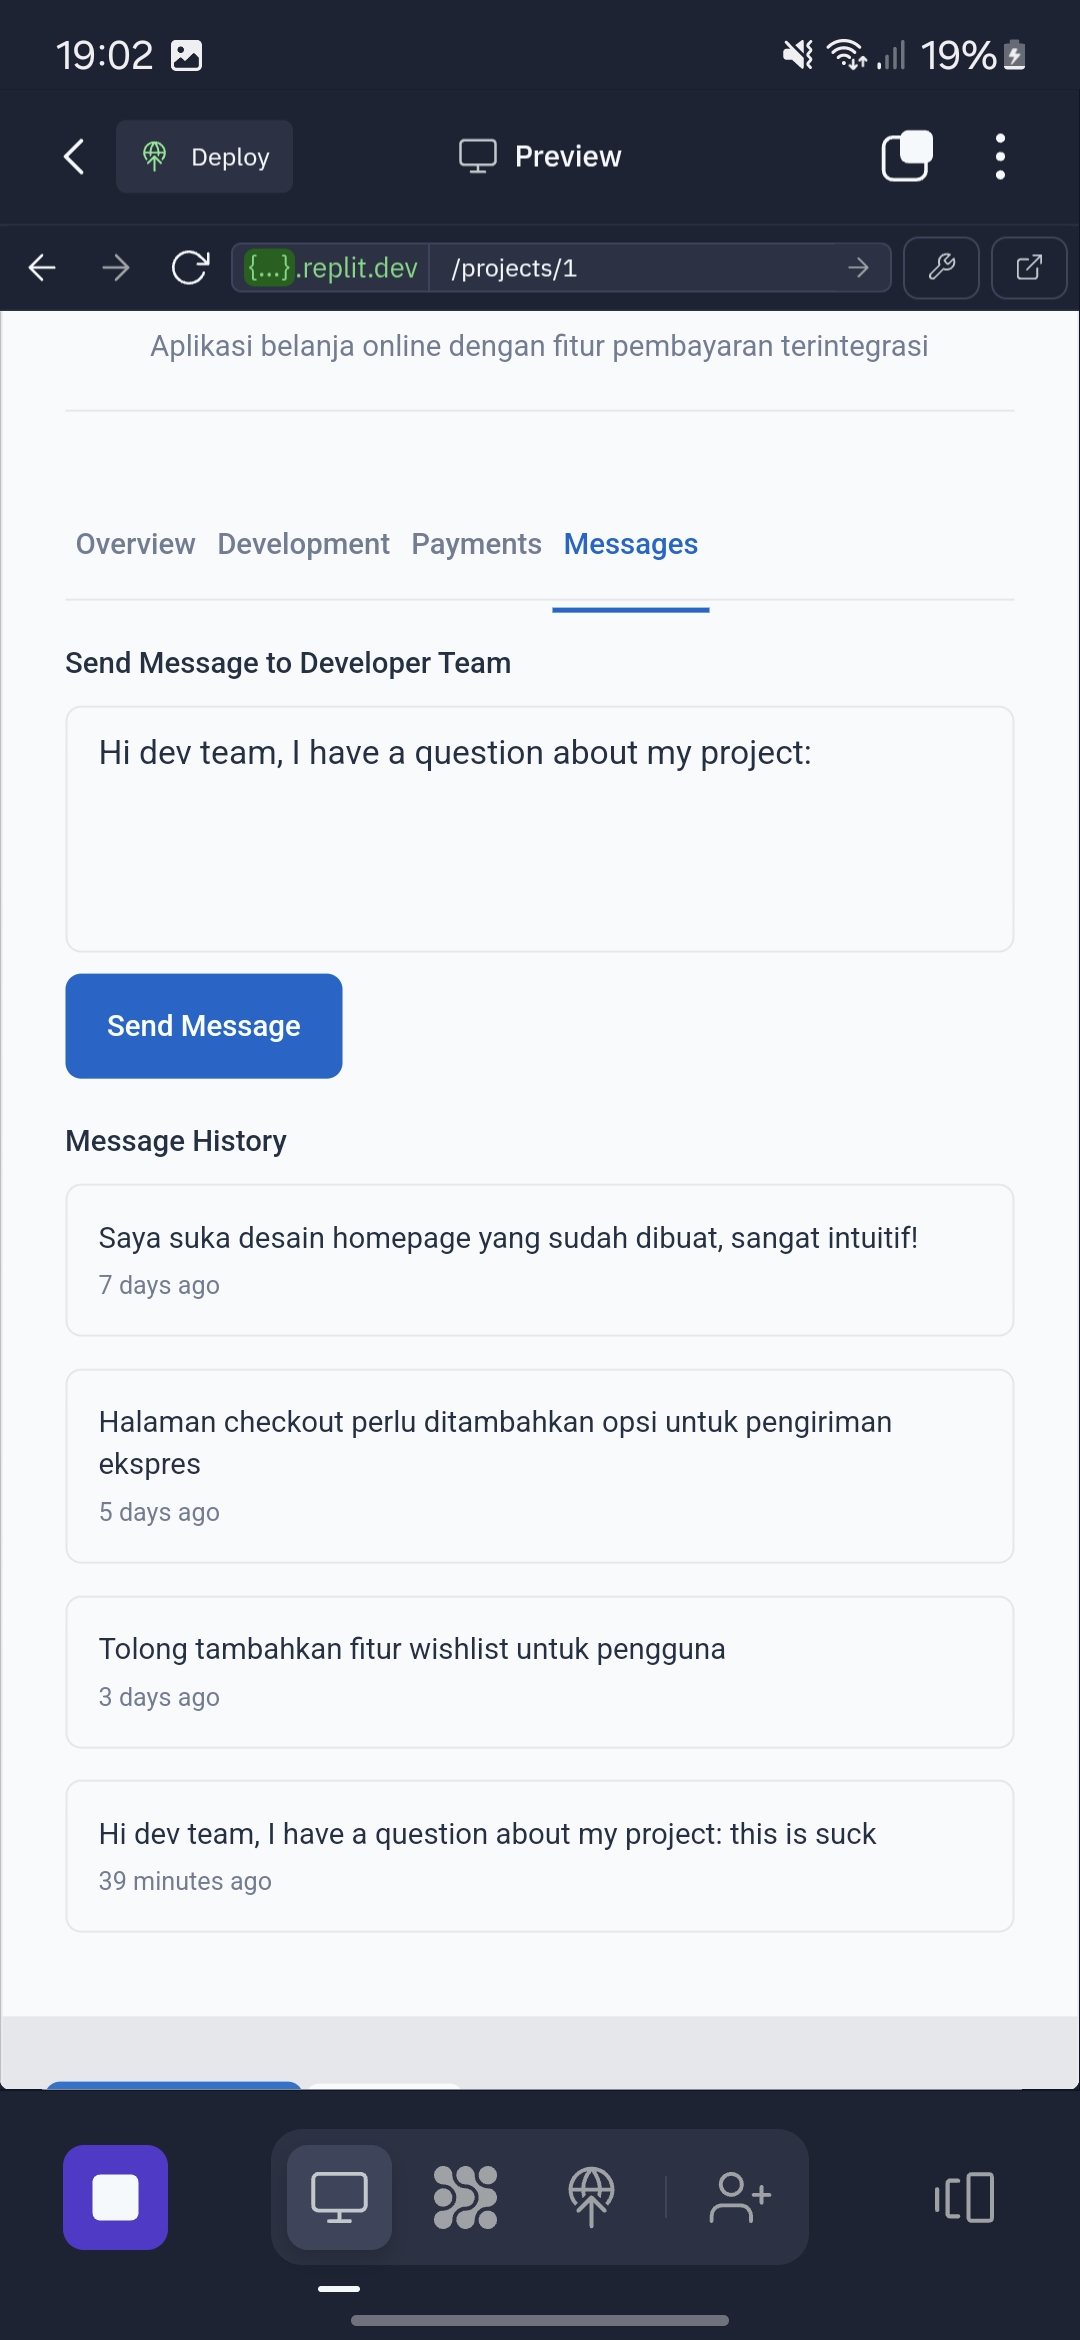 19:02
19%
Deploy
Preview
{...}.replit.dev
/projects/1
Aplikasi belanja online dengan fitur pembayaran terintegrasi
Overview Development Payments Messages
Send Message to Developer Team
Hi dev team, I have a question about my project:
Send Message
Message History
Saya suka desain homepage yang sudah dibuat, sangat intuitif!
7 days ago
Halaman checkout perlu ditambahkan opsi untuk pengiriman
ekspres
5 days ago
Tolong tambahkan fitur wishlist untuk pengguna
3 days ago
Hi dev team, I have a question about my project: this is suck
39 minutes ago